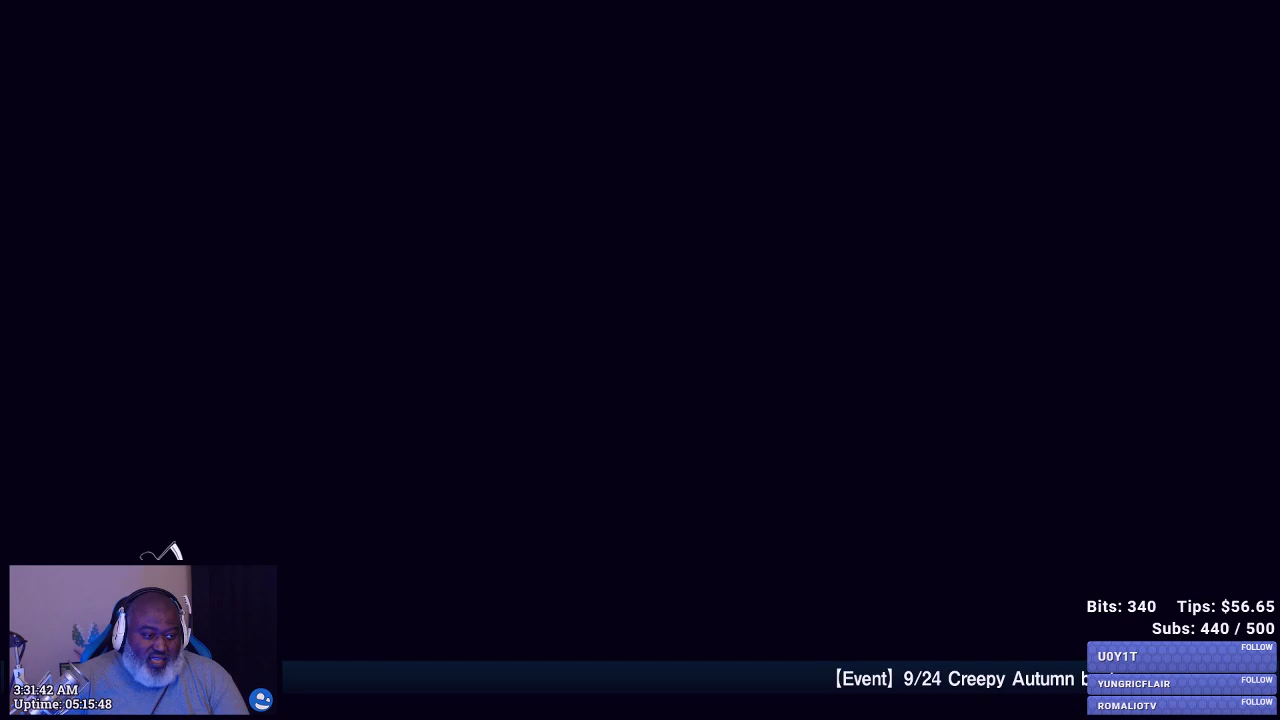 Bits: 340 Tips: $56.65
Subs: 440 / 500
FOLLOW
U0Y1T
【Event】 9/24 Creepy Autumn
FOLLOW
YUNGRICFLAIR
3:31:42 AM
FOLLOW
ROMALIOTV
Uptime: 05:15:48